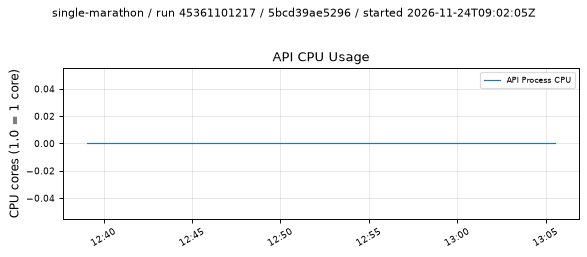 single-marathon / run 45361101217 / 5bcd39ae5296 / started 2026-11-24T09:02:05Z
API CPU Usage
API Process CPU
CPU cores (1.0 = 1 core)
0.04
0.02
0.00
−0.02
−0.04
12:40
12:45
12:50
12:55
13:00
13:05